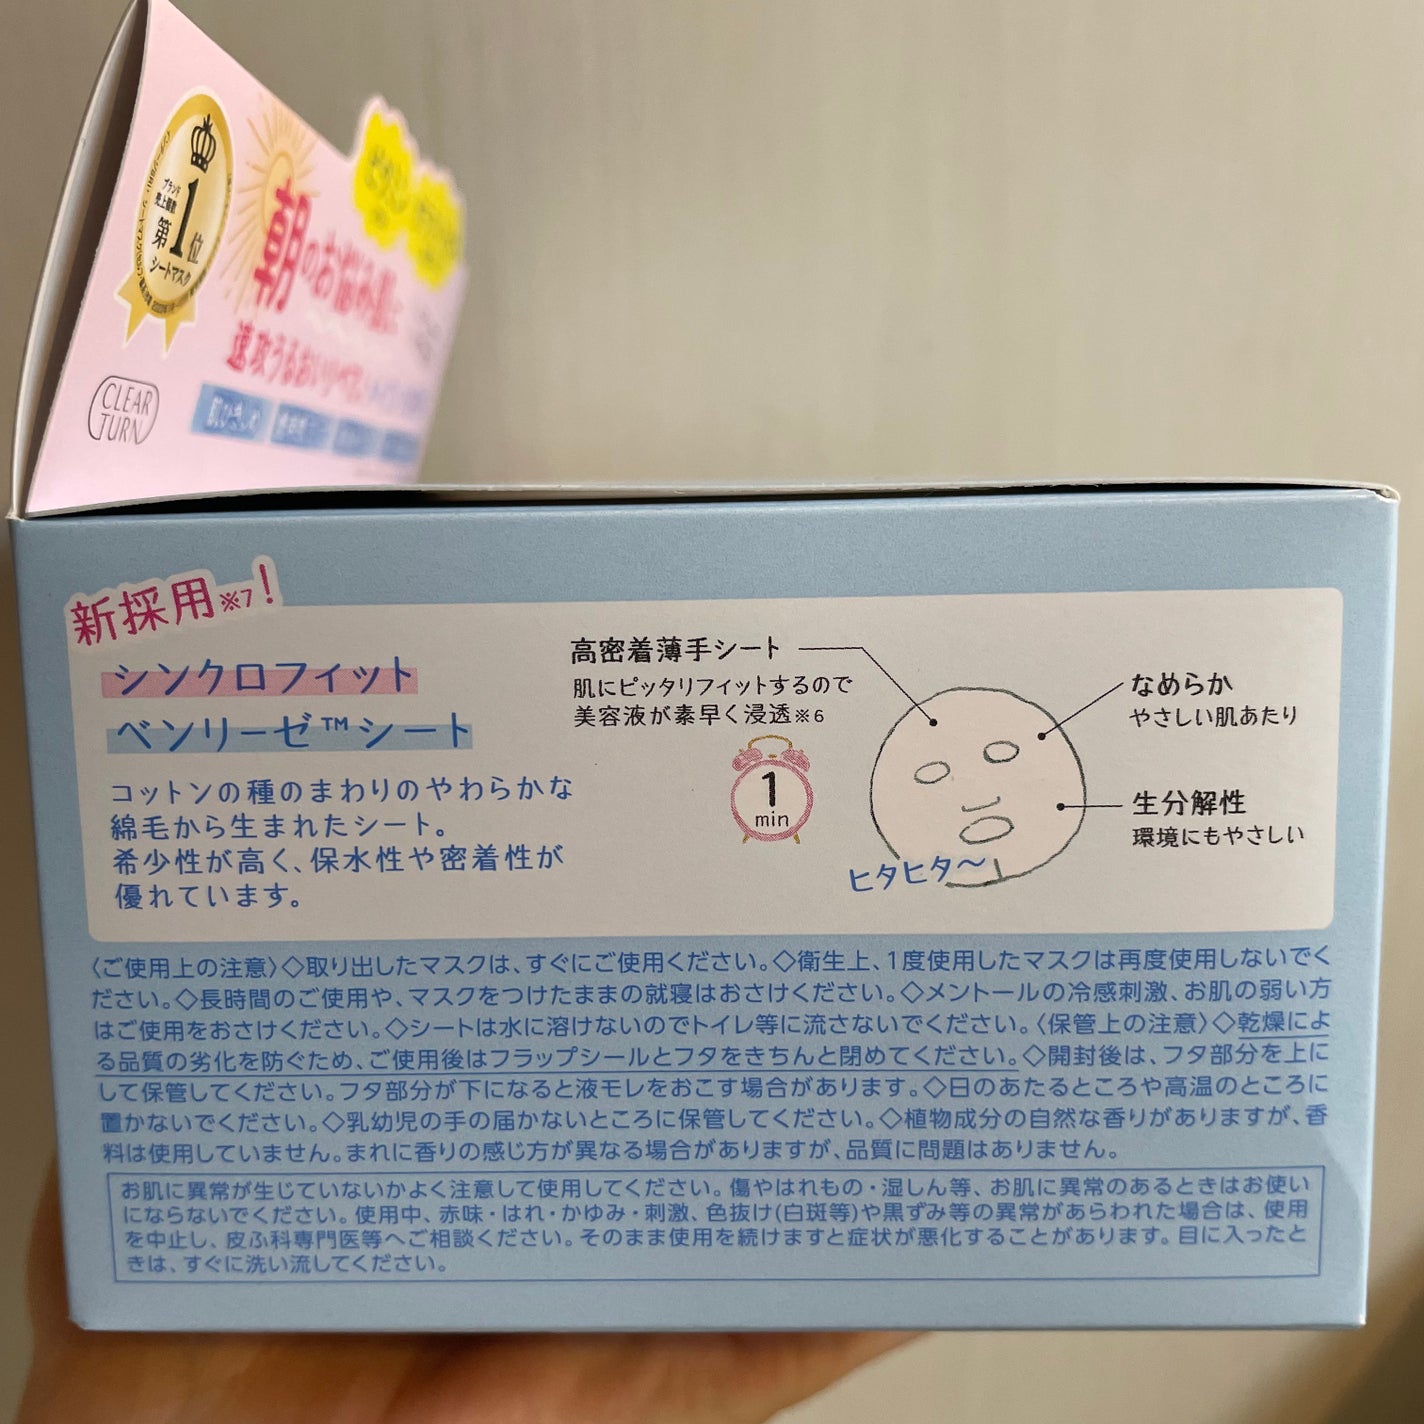 ブランド
売上個数
第1位
シートマスク
朝のお悩み肌に
速攻うるおいリペア
肌ひきしめ
CLEAR
TURN
新採用※7!
シンクロフィット
ベンリーゼ™シート
コットンの種のまわりのやわらかな
綿毛から生まれたシート。
希少性が高く、保水性や密着性が
優れています。
高密着薄手シート
肌にピッタリフィットするので
美容液が素早く浸透※6
1
min
ヒタヒタ〜
なめらか
やさしい肌あたり
生分解性
環境にもやさしい
〈ご使用上の注意〉◇取り出したマスクは、すぐにご使用ください。◇衛生上、1度使用したマスクは再度使用しないでく
ださい。◇長時間のご使用や、マスクをつけたままの就寝はおさけください。◇メントールの冷感刺激、お肌の弱い方
はご使用をおさけください。◇シートは水に溶けないのでトイレ等に流さないでください。〈保管上の注意〉◇乾燥によ
る品質の劣化を防ぐため、ご使用後はフラップシールとフタをきちんと閉めてください。◇開封後は、フタ部分を上に
して保管してください。フタ部分が下になると液モレをおこす場合があります。◇日のあたるところや高温のところに
置かないでください。◇乳幼児の手の届かないところに保管してください。◇植物成分の自然な香りがありますが、香
料は使用していません。まれに香りの感じ方が異なる場合がありますが、品質に問題はありません。
お肌に異常が生じていないかよく注意して使用してください。傷やはれもの・湿しん等、お肌に異常のあるときはお使い
にならないでください。使用中、赤味・はれ・かゆみ・刺激、色抜け(白斑等)や黒ずみ等の異常があらわれた場合は、使用
を中止し、皮ふ科専門医等へご相談ください。そのまま使用を続けますと症状が悪化することがあります。目に入ったと
きは、すぐに洗い流してください。